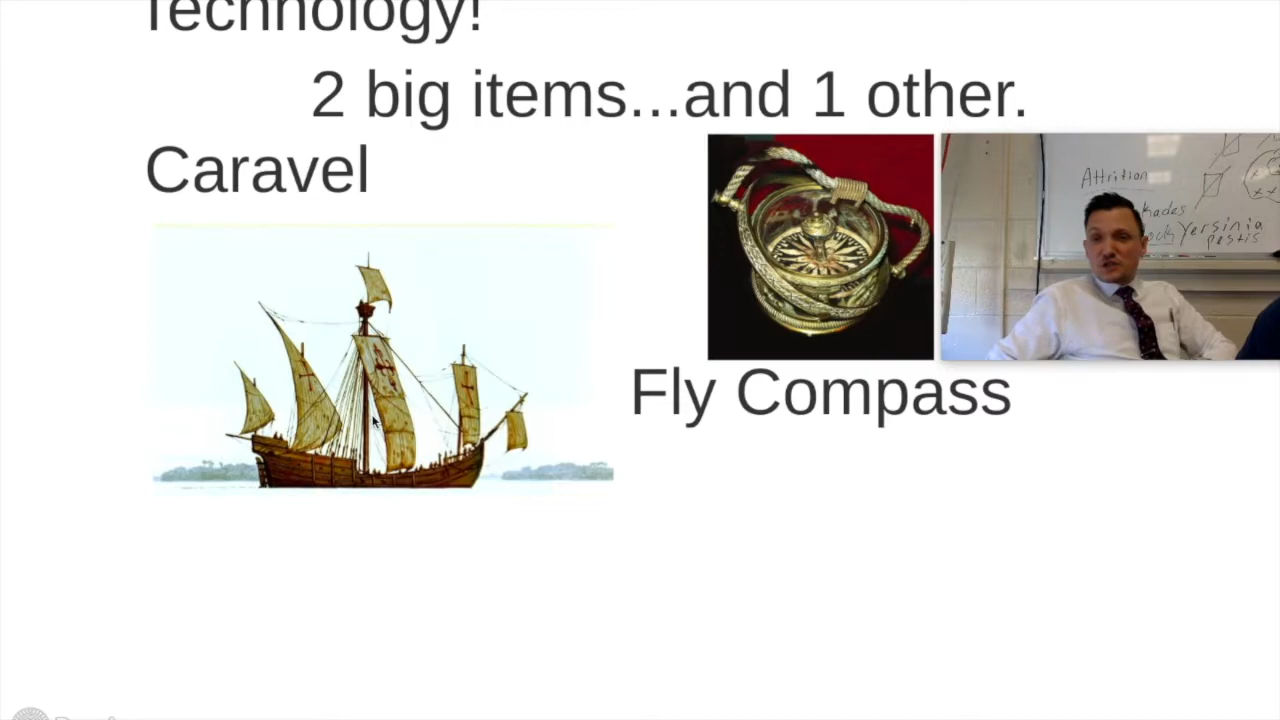 Technology!
2 big items...and 1 other.
Caravel
Attrition
Yersinia
pestis
Fly Compass